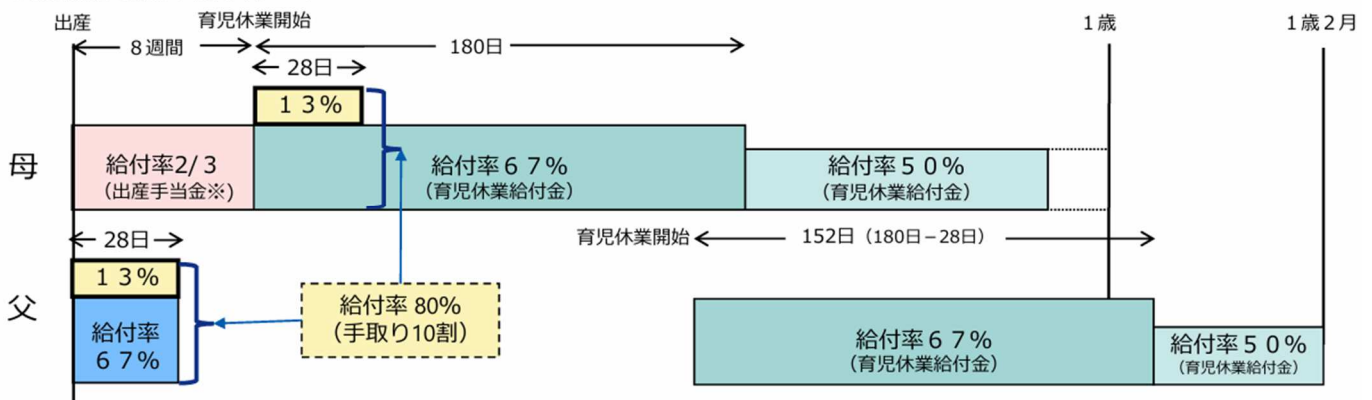 出産
育児休業開始
1歳
1歳2月
8週間
180日
28日
13%
母
給付率2/3
(出産手当金※)
給付率67%
(育児休業給付金)
給付率50%
(育児休業給付金)
28日
育児休業開始
152日(180日−28日)
父
13%
給付率
67%
給付率 80%
(手取り10割)
給付率67%
(育児休業給付金)
給付率50%
(育児休業給付金)